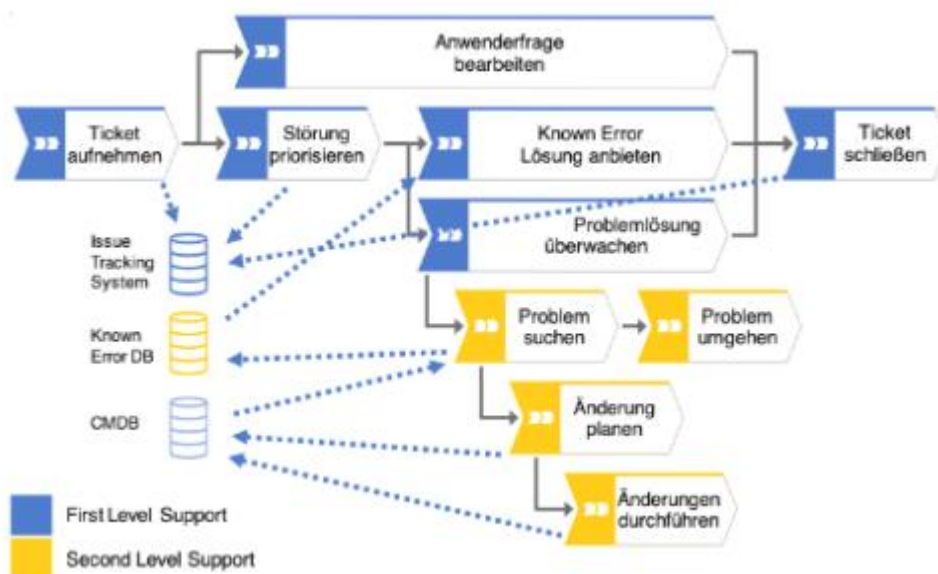 Anwenderfrage
bearbeiten
Ticket
aufnehmen
Störung
priorisieren
Known Error
Lösung anbieten
Ticket
schließen
Problemlösung
überwachen
Issue
Tracking
System
Known
Error DB
CMDB
Problem
suchen
Problem
umgehen
Änderung
planen
Änderungen
durchführen
First Level Support
Second Level Support